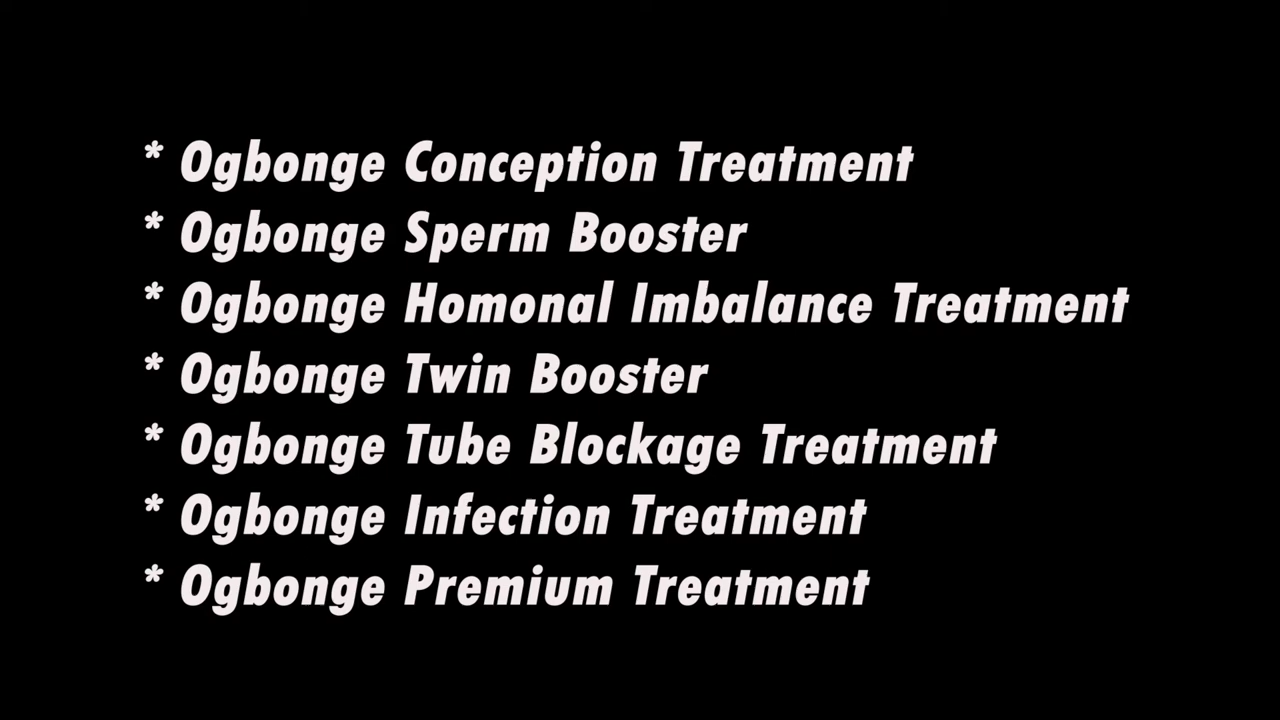 * Ogbonge Conception Treatment
* Ogbonge Sperm Booster
* Ogbonge Homonal Imbalance Treatment
* Ogbonge Twin Booster
* Ogbonge Tube Blockage Treatment
* Ogbonge Infection Treatment
* Ogbonge Premium Treatment